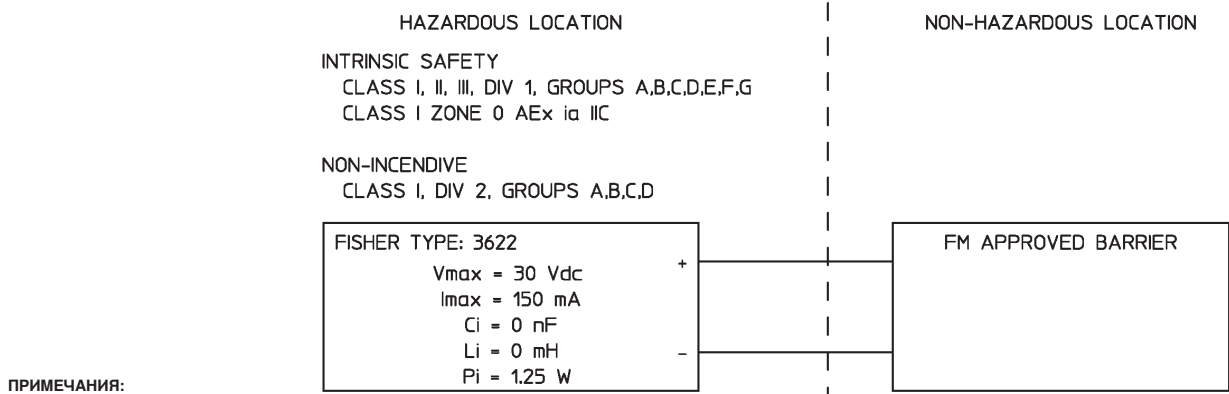 HAZARDOUS LOCATION
NON-HAZARDOUS LOCATION
INTRINSIC SAFETY
CLASS I, II, III, DIV 1, GROUPS A,B,C,D,E,F,G
CLASS I ZONE 0 AEx ia IIC
NON-INCENDIVE
CLASS I, DIV 2, GROUPS A,B,C,D
FISHER TYPE: 3622
Vmax = 30 Vdc
Imax = 150 mA
Ci = 0 nF
Li = 0 mH
Pi = 1.25 W
+
-
FM APPROVED BARRIER
ПРИМЕЧАНИЯ: